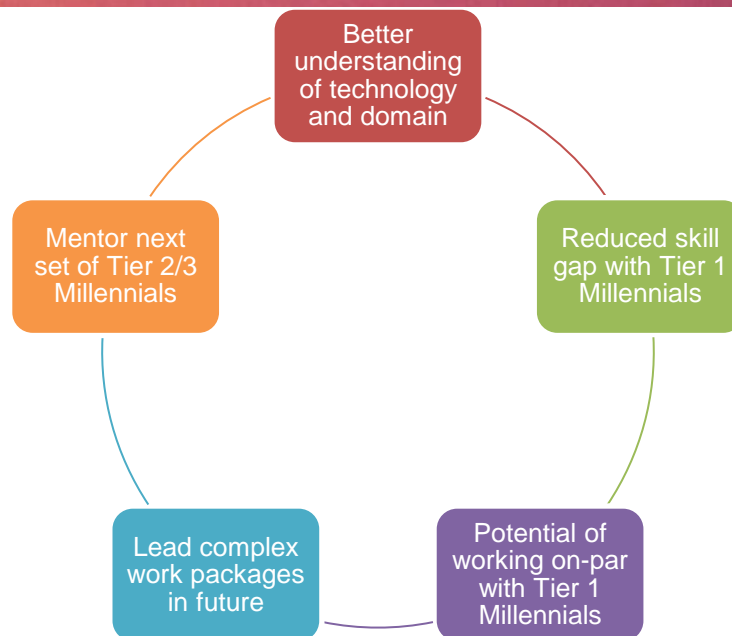 Better
understanding
of technology
and domain
Reduced skill
gap with Tier 1
Millennials
Potential of
working on-par
with Tier 1
Millennials
Lead complex
work packages
in future
Mentor next
set of Tier 2/3
Millennials